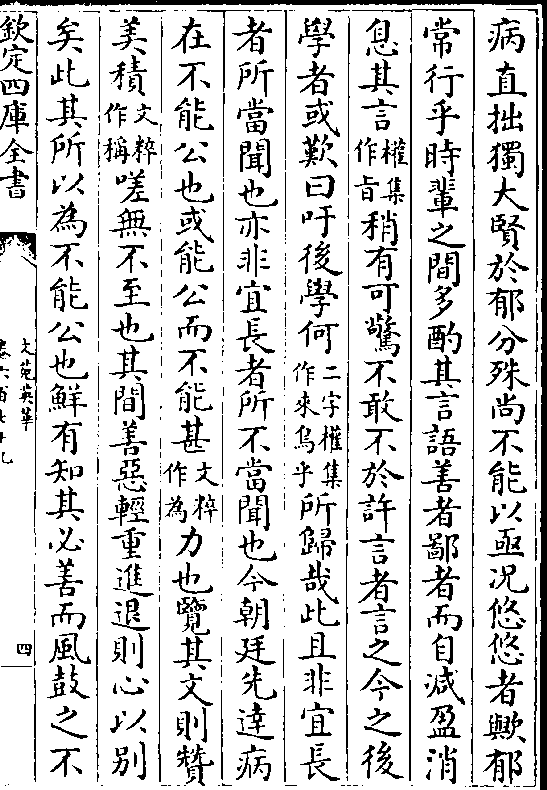 病直拙獨大賢於郁分殊尚不能以亟况悠悠者歟郁
常行乎時輩之間多酌其言語善者鄙者而自減盈消
息其言權集作旨稍有可驚不敢不於許言者言之今之後
學者或歎曰吁後學何二字權集作來烏乎所歸哉此且非宜長
者所當聞也亦非宜長者所不當聞也今朝廷先達病
在不能公也或能公而不能甚文粹作為力也覽其文則贊
美積文粹作稱嗟無不至也其間善惡輕重進退則心以别
矣此其所以為不能公也鮮有知其必善而風鼓之不
欽定四庫全書
文苑英華
卷六百七十九
四